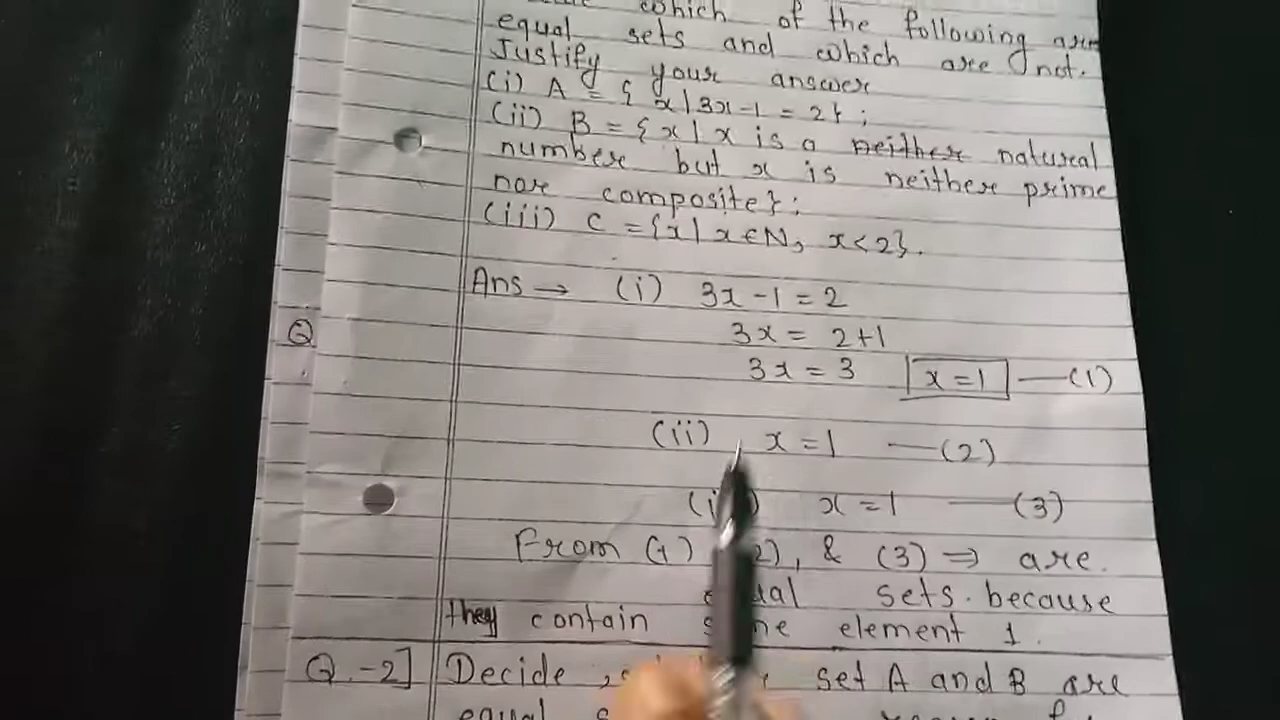 which of the following are
equal sets and which are not.
Justify your answer
(i) A = { x | 3x - 1 = 2 } ;
(ii) B = { x | x is a neither natural
number but x is neither prime
nor composite } ;
(iii) C = { x | x ∈ N, x < 2 } .
Ans → (i) 3x - 1 = 2
Q
3x = 2 + 1
3x = 3 x = 1 — (1)
(ii) x = 1 — (2)
x = 1 — (3)
From (1) 2), & (3) ⇒ are.
sets. because
they contain element 1.
Q.-2] Decide, set A and B are
equal